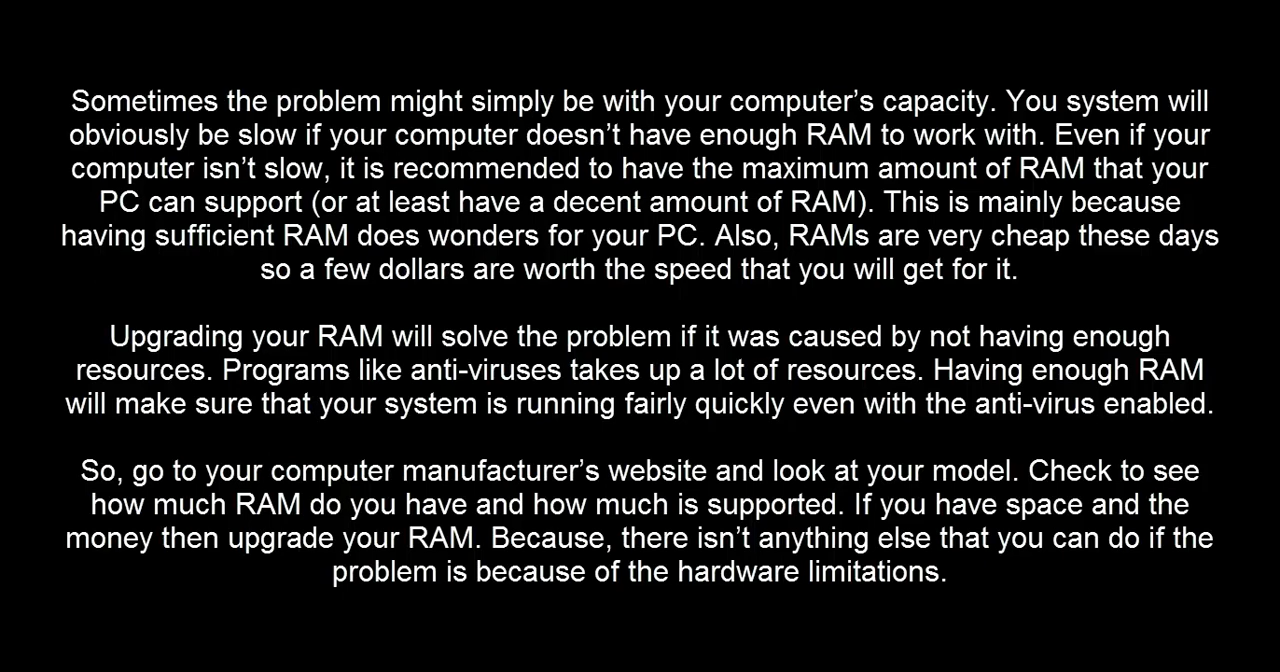 Sometimes the problem might simply be with your computer’s capacity. You system will
obviously be slow if your computer doesn’t have enough RAM to work with. Even if your
computer isn’t slow, it is recommended to have the maximum amount of RAM that your
PC can support (or at least have a decent amount of RAM). This is mainly because
having sufficient RAM does wonders for your PC. Also, RAMs are very cheap these days
so a few dollars are worth the speed that you will get for it.
Upgrading your RAM will solve the problem if it was caused by not having enough
resources. Programs like anti-viruses takes up a lot of resources. Having enough RAM
will make sure that your system is running fairly quickly even with the anti-virus enabled.
So, go to your computer manufacturer’s website and look at your model. Check to see
how much RAM do you have and how much is supported. If you have space and the
money then upgrade your RAM. Because, there isn’t anything else that you can do if the
problem is because of the hardware limitations.